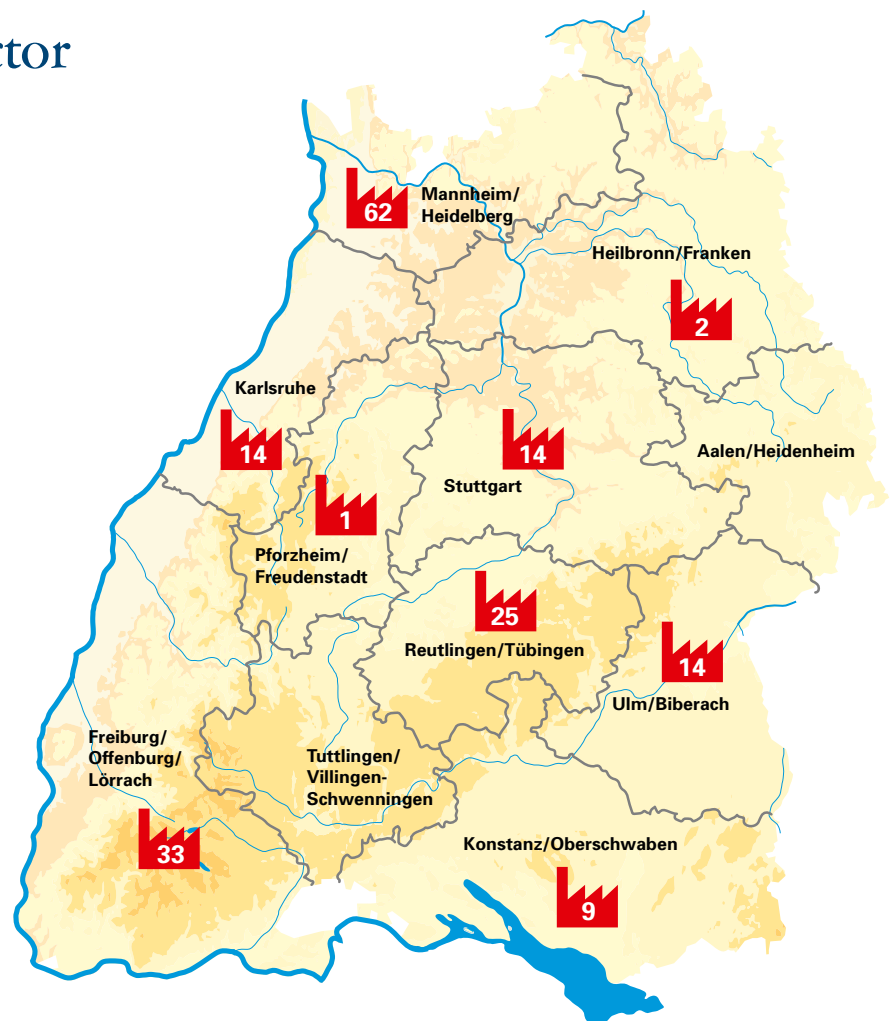 62
Mannheim/
Heidelberg
Heilbronn/Franken
2
Karlsruhe
14
14
Stuttgart
Aalen/Heidenheim
1
Pforzheim/
Freudenstadt
25
Reutlingen/Tübingen
14
Ulm/Biberach
Freiburg/
Offenburg/
Lörrach
33
Tuttlingen/
Villingen-
Schwenningen
Konstanz/Oberschwaben
9